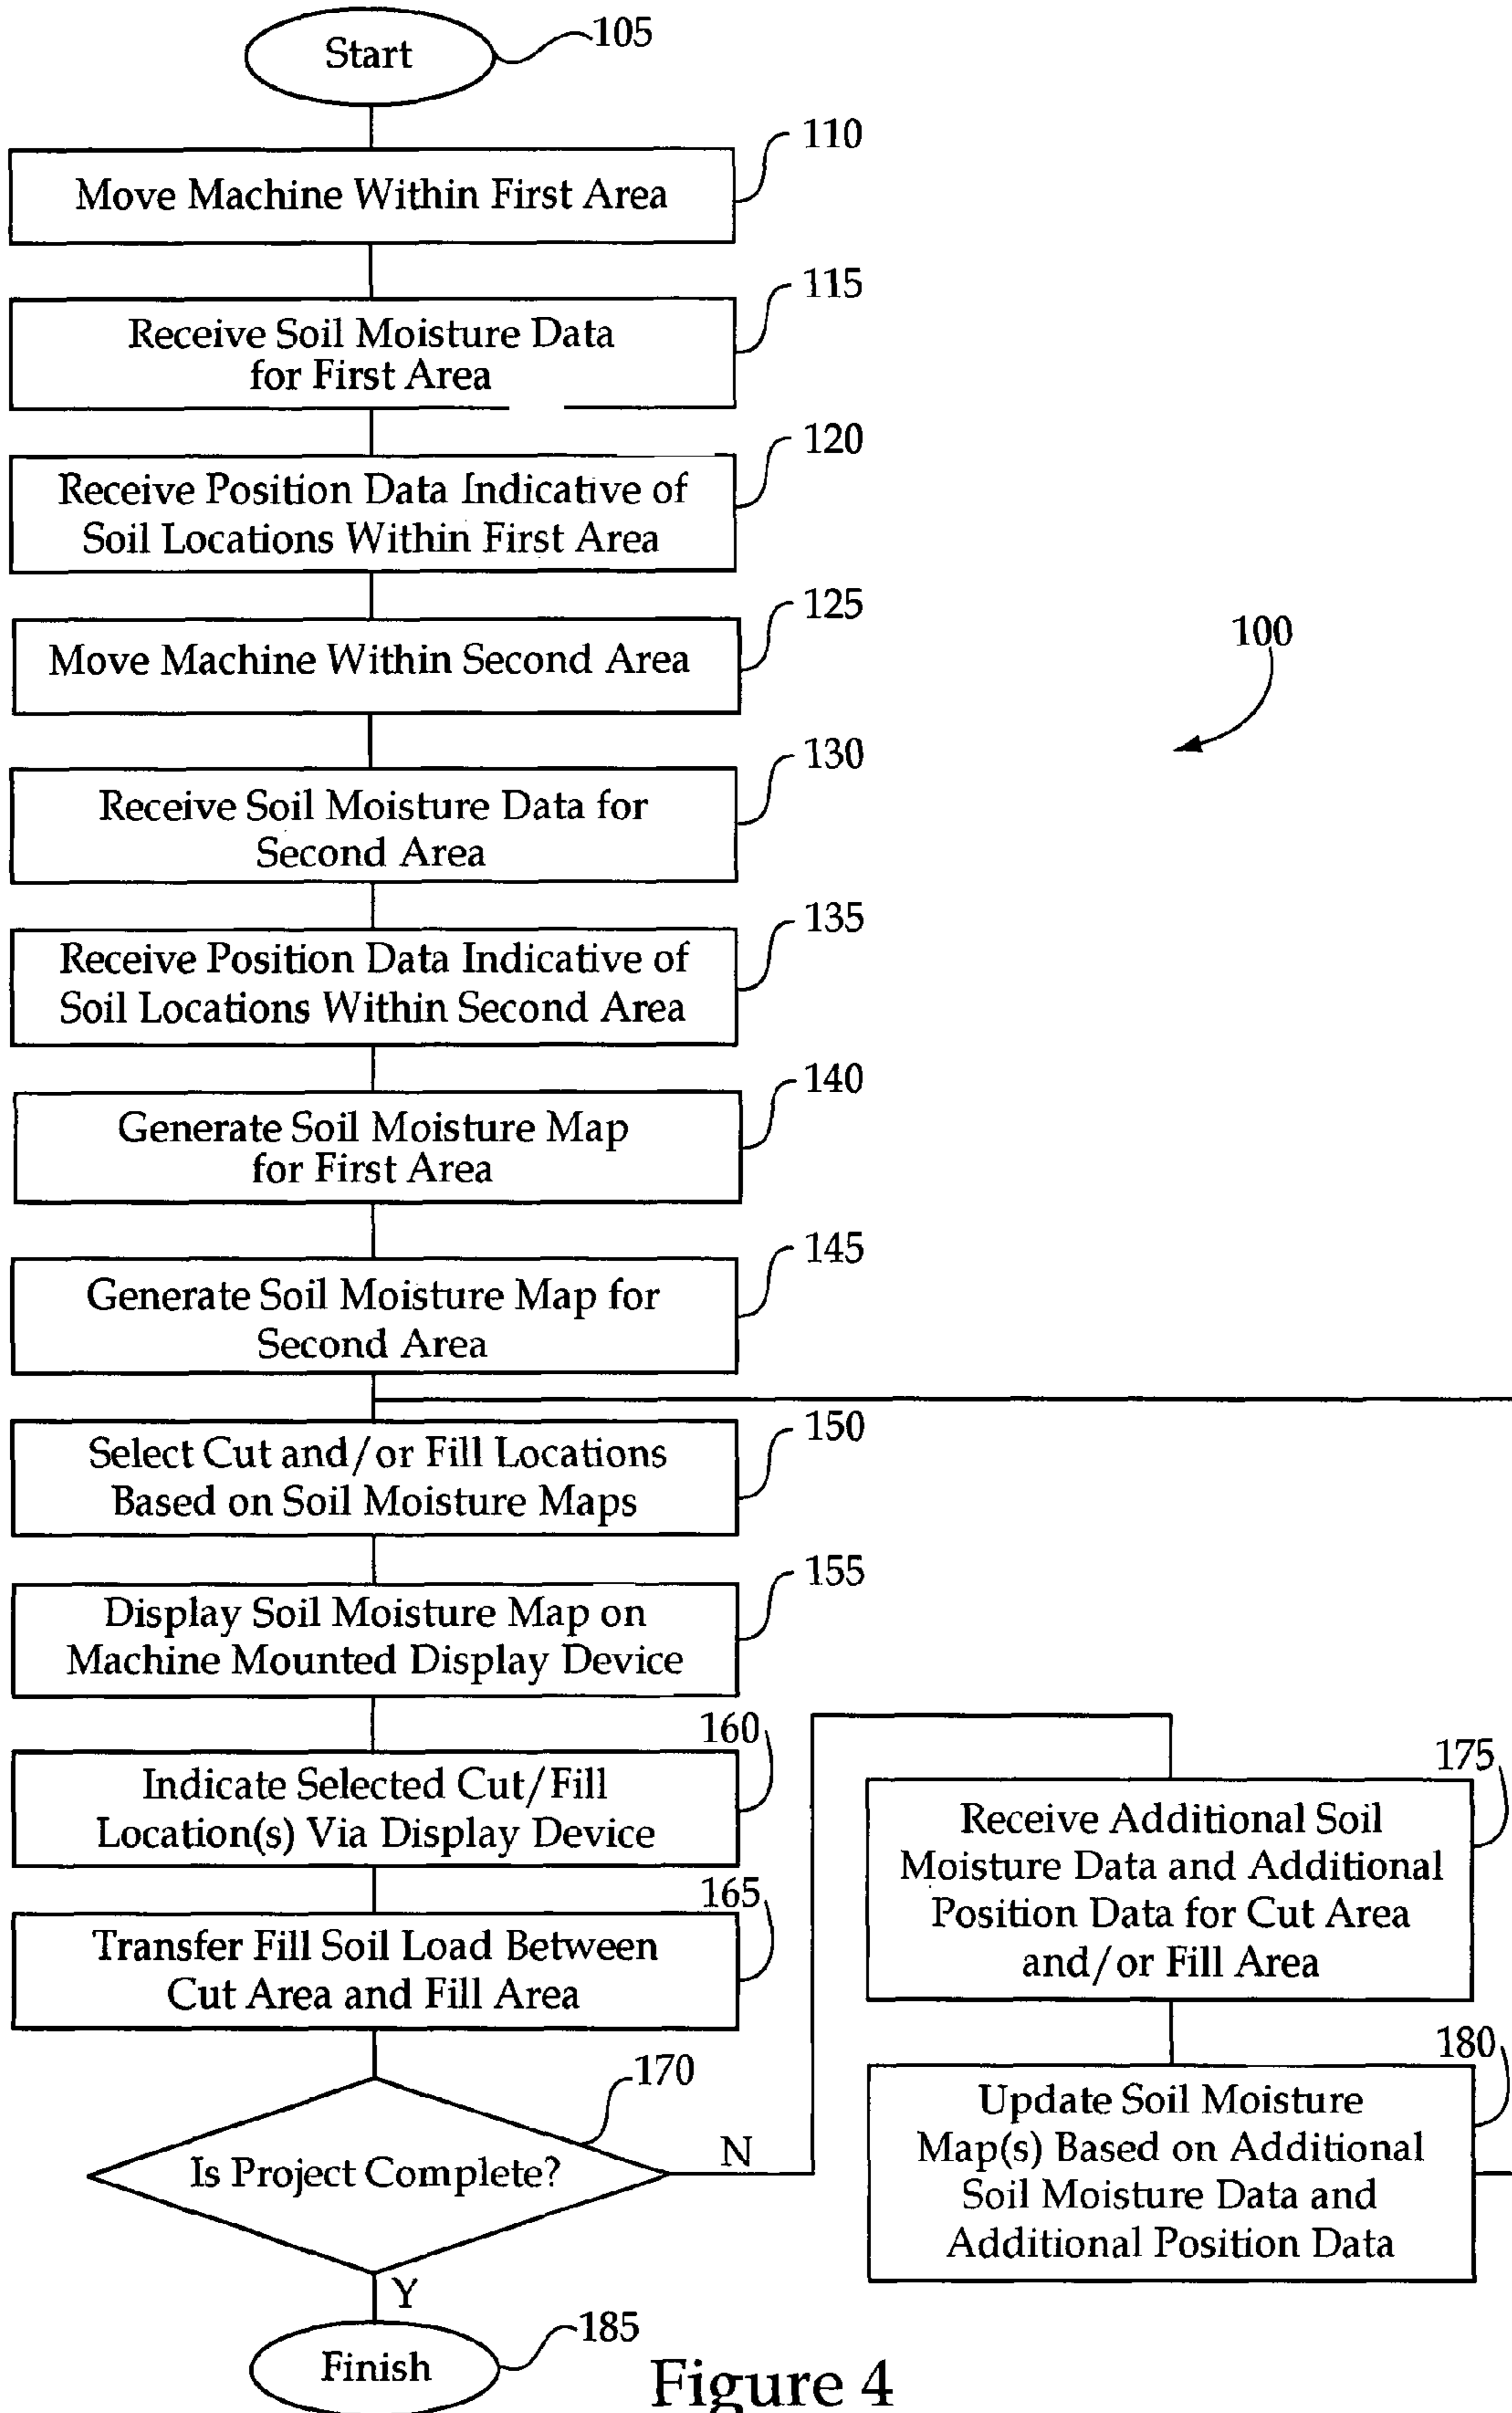 Start
105
110
Move Machine Within First Area
115
Receive Soil Moisture Data
for First Area
120
Receive Position Data Indicative of
Soil Locations Within First Area
125
Move Machine Within Second Area
100
130
Receive Soil Moisture Data for
Second Area
135
Receive Position Data Indicative of
Soil Locations Within Second Area
140
Generate Soil Moisture Map
for First Area
145
Generate Soil Moisture Map for
Second Area
150
Select Cut and/or Fill Locations
Based on Soil Moisture Maps
155
Display Soil Moisture Map on
Machine Mounted Display Device
160
Indicate Selected Cut/Fill
Location(s) Via Display Device
165
Transfer Fill Soil Load Between
Cut Area and Fill Area
170
Is Project Complete?
N
175
Receive Additional Soil
Moisture Data and Additional
Position Data for Cut Area
and/or Fill Area
180
Update Soil Moisture
Map(s) Based on Additional
Soil Moisture Data and
Additional Position Data
Y
Finish
185
Figure 4